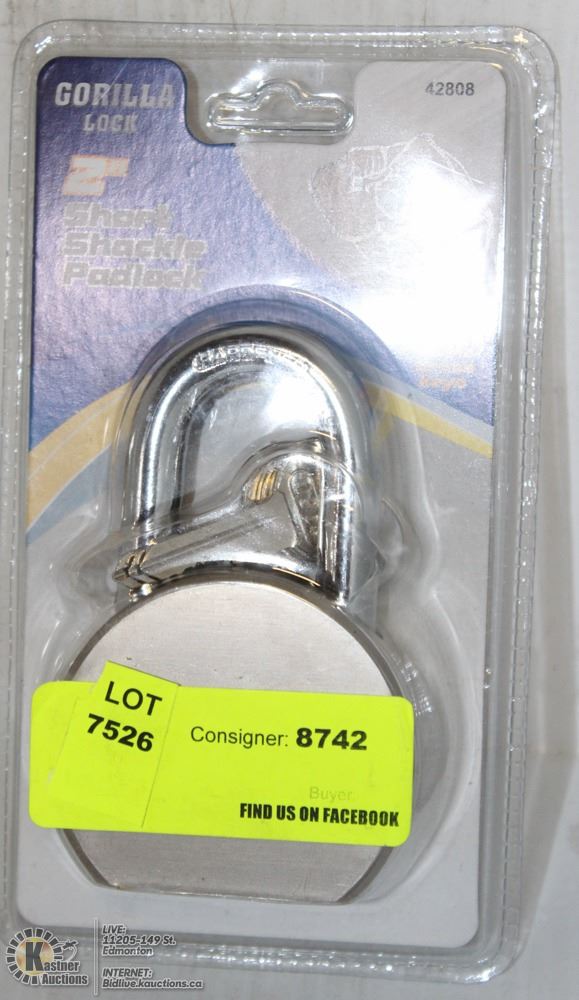 GORILLA
LOCK
42808
2"
Short
Shackle
Padlock
HARDENED
LOT
7526
Consigner: 8742
Buyer:
FIND US ON FACEBOOK
Kastner
Auctions
LIVE:
11205-149 St.
Edmonton
INTERNET:
Bidlive.kauctions.ca